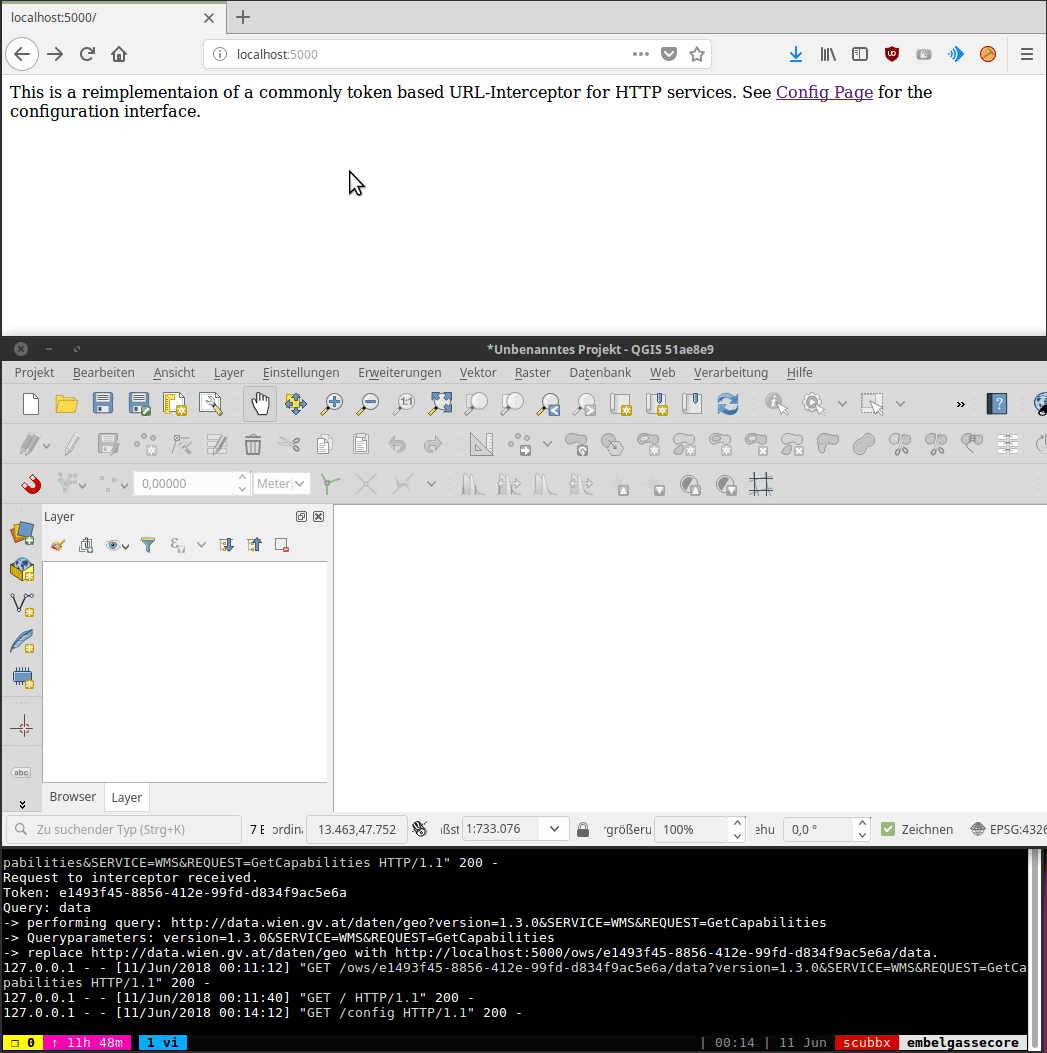 localhost:5000/
localhost:5000
This is a reimplementaion of a commonly token based URL-Interceptor for HTTP services. See Config Page for the
configuration interface.
*Unbenanntes Projekt - QGIS 51ae8e9
Projekt Bearbeiten Ansicht Layer Einstellungen Erweiterungen Vektor Raster Datenbank Web Verarbeitung Hilfe
1:1
0,00000 Meter
Layer
abc
Browser Layer
Zu suchender Typ (Strg+K) 7 E ordina 13.463,47.752 ßst 1:733.076 rgrößeru 100% ehu 0,0 ° Zeichnen EPSG:4326
pabilities&SERVICE=WMS&REQUEST=GetCapabilities HTTP/1.1" 200 -
Request to interceptor received.
Token: e1493f45-8856-412e-99fd-d834f9ac5e6a
Query: data
-> performing query: http://data.wien.gv.at/daten/geo?version=1.3.0&SERVICE=WMS&REQUEST=GetCapabilities
-> Queryparameters: version=1.3.0&SERVICE=WMS&REQUEST=GetCapabilities
-> replace http://data.wien.gv.at/daten/geo with http://localhost:5000/ows/e1493f45-8856-412e-99fd-d834f9ac5e6a/data.
127.0.0.1 - - [11/Jun/2018 00:11:12] "GET /ows/e1493f45-8856-412e-99fd-d834f9ac5e6a/data?version=1.3.0&SERVICE=WMS&REQUEST=GetCa
pabilities HTTP/1.1" 200 -
127.0.0.1 - - [11/Jun/2018 00:11:40] "GET / HTTP/1.1" 200 -
127.0.0.1 - - [11/Jun/2018 00:14:12] "GET /config HTTP/1.1" 200 -
❐ 0 ↑ 11h 48m 1 vi | 00:14 | 11 Jun scubbx embelgassecore